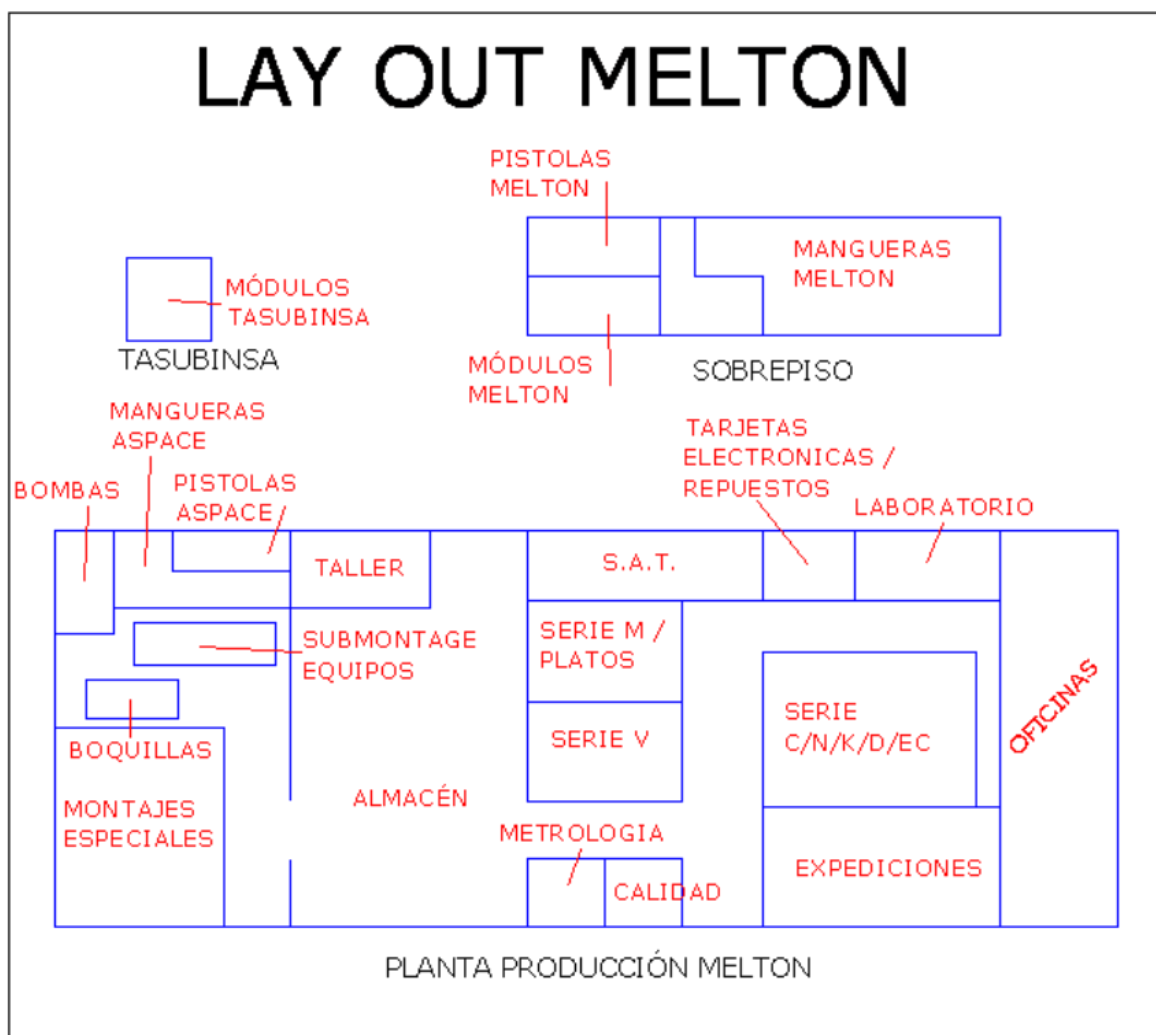 LAY OUT MELTON
PISTOLAS
MELTON
MANGUERAS
MELTON
MÓDULOS
TASUBINSA
TASUBINSA
MÓDULOS
MELTON
SOBREPISO
MANGUERAS
ASPACE
TARJETAS
ELECTRONICAS /
REPUESTOS
BOMBAS
PISTOLAS
ASPACE
LABORATORIO
TALLER
S.A.T.
SUBMONTAGE
EQUIPOS
SERIE M /
PLATOS
SERIE
C/N/K/D/EC
OFICINAS
BOQUILLAS
SERIE V
MONTAJES
ESPECIALES
ALMACÉN
METROLOGIA
CALIDAD
EXPEDICIONES
PLANTA PRODUCCIÓN MELTON